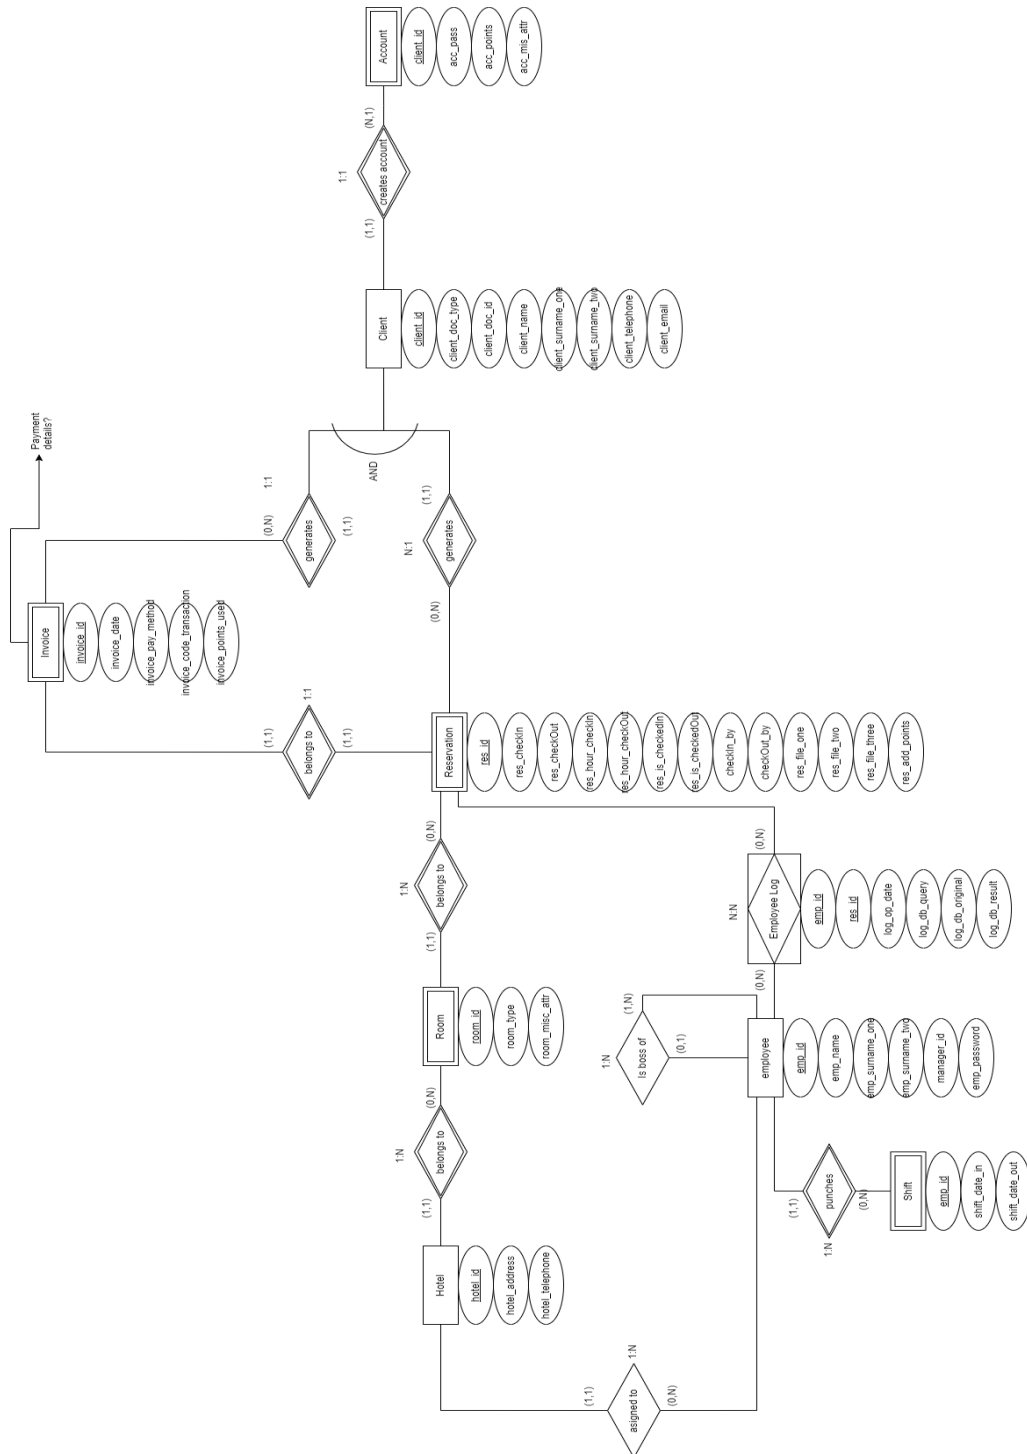 Hotel
hotel_id
hotel_address
hotel_telephone
(1,1)
1:N
belongs to
(0,N)
Room
room_id
room_type
room_misc_attr
(1,1)
1:N
belongs to
(0,N)
Reservation
res_id
res_checkIn
res_checkOut
res_hour_checkIn
res_hour_checkOut
res_is_checkedIn
res_is_checkedOut
checkIn_by
checkOut_by
res_file_one
res_file_two
res_file_three
res_add_points
(1,1)
belongs to
1:1
(1,1)
Invoice
invoice_id
invoice_date
invoice_pay_method
invoice_code_transaction
invoice_points_used
Payment
details?
(0,N)
1:1
generates
(1,1)
(0,N)
N:1
generates
(1,1)
AND
Client
client_id
client_doc_type
client_doc_id
client_name
client_surname_one
client_surname_two
client_telephone
client_email
(1,1)
1:1
creates account
(N,1)
Account
client_id
acc_pass
acc_points
acc_mis_attr
(1,1)
asigned to
1:N
(0,N)
employee
emp_id
emp_name
emp_surname_one
emp_surname_two
manager_id
emp_password
1:N
Is boss of
(1,N)
(0,1)
(1,1)
punches
1:N
(0,N)
Shift
emp_id
shift_date_in
shift_date_out
(0,N)
N:N
Employee Log
(0,N)
emp_id
res_id
log_op_date
log_db_query
log_db_original
log_db_result